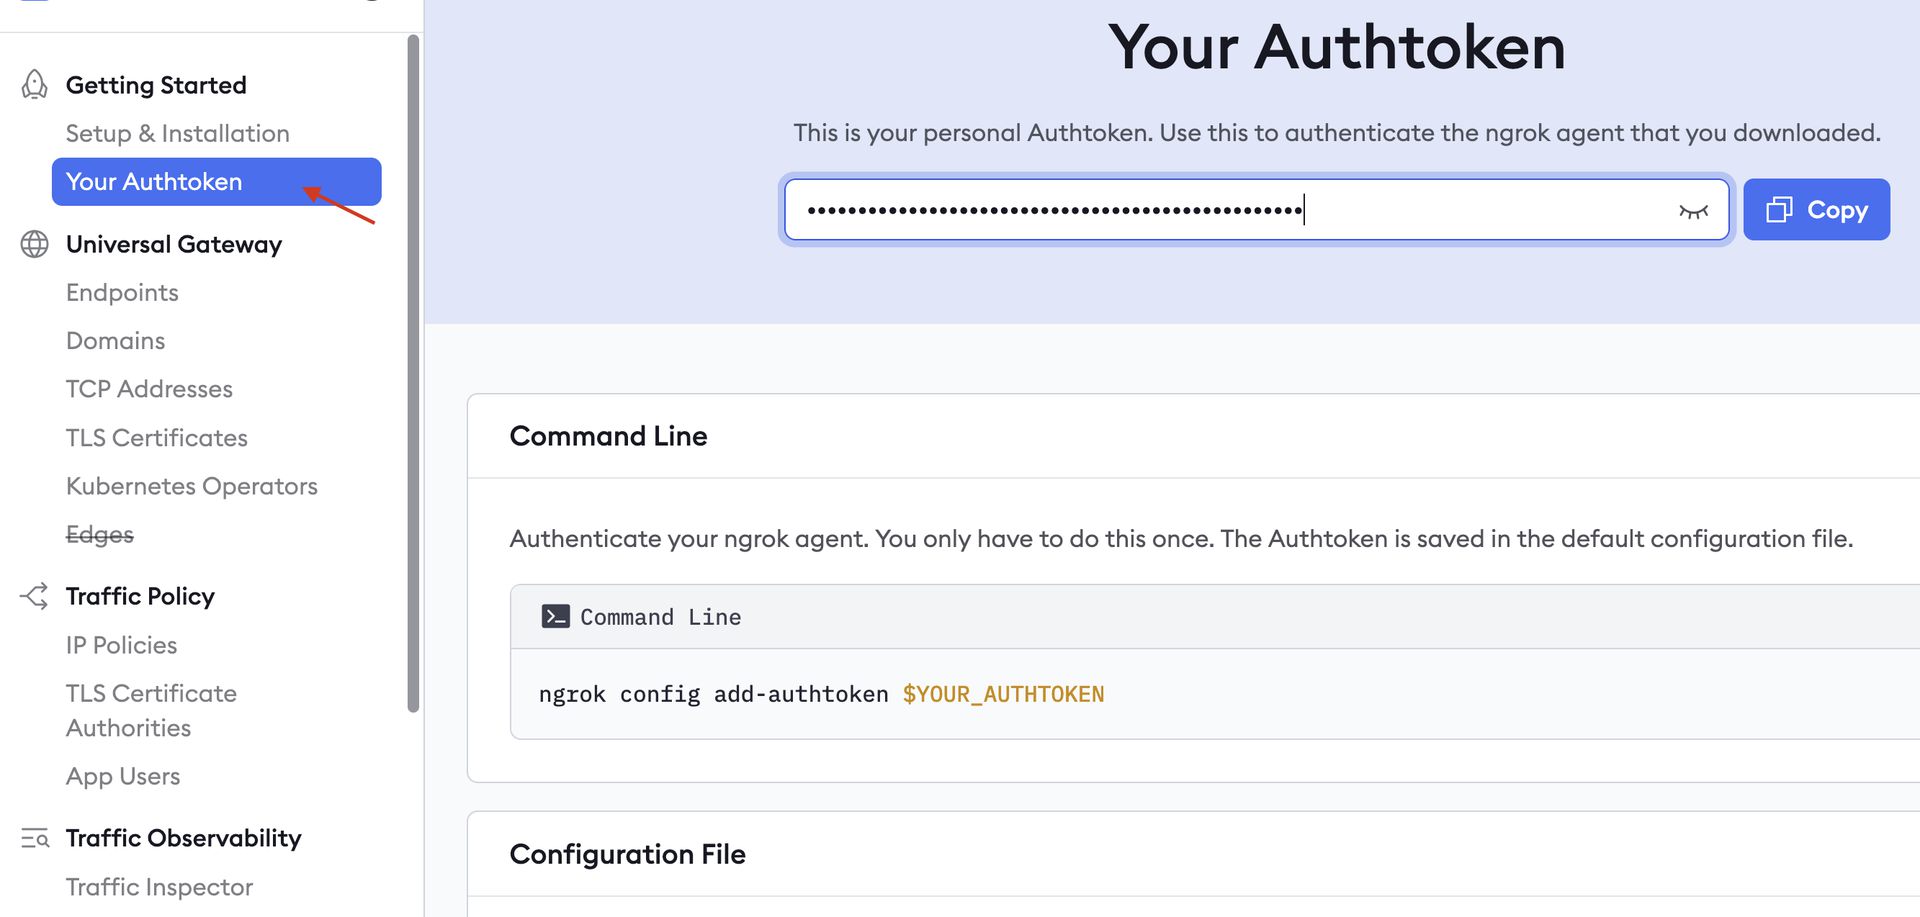 Getting Started
Setup & Installation
Your Authtoken
Universal Gateway
Endpoints
Domains
TCP Addresses
TLS Certificates
Kubernetes Operators
Edges
Traffic Policy
IP Policies
TLS Certificate
Authorities
App Users
Traffic Observability
Traffic Inspector
Your Authtoken
This is your personal Authtoken. Use this to authenticate the ngrok agent that you downloaded.
Copy
Command Line
Authenticate your ngrok agent. You only have to do this once. The Authtoken is saved in the default configuration file.
Command Line
ngrok config add-authtoken $YOUR_AUTHTOKEN
Configuration File